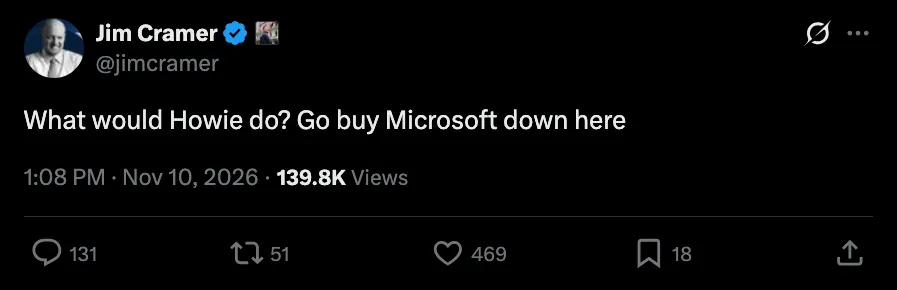 Jim Cramer
@jimcramer
What would Howie do? Go buy Microsoft down here
1:08 PM · Nov 10, 2026 · 139.8K Views
131 51 469 18